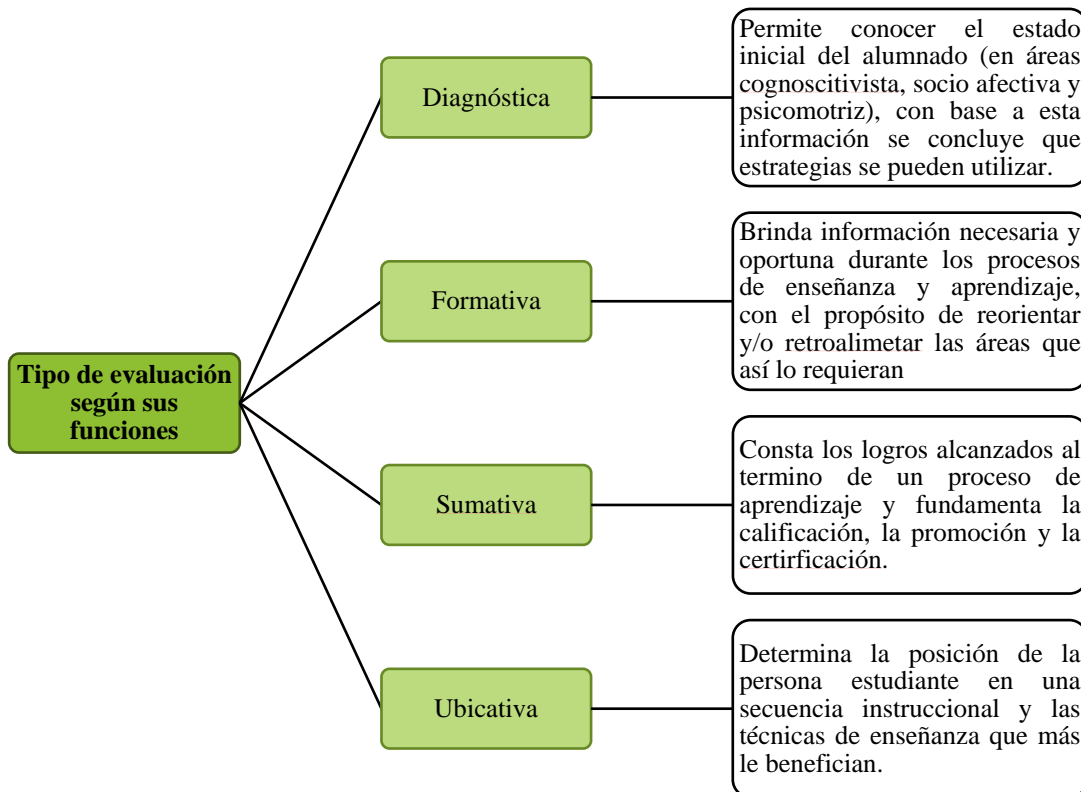 Tipo de evaluación
según sus
funciones
Diagnóstica
Permite conocer el estado
inicial del alumnado (en áreas
cognoscitivista, socio afectiva y
psicomotriz), con base a esta
información se concluye que
estrategias se pueden utilizar.
Formativa
Brinda información necesaria y
oportuna durante los procesos
de enseñanza y aprendizaje,
con el propósito de reorientar
y/o retroalimetar las áreas que
así lo requieran
Sumativa
Consta los logros alcanzados al
termino de un proceso de
aprendizaje y fundamenta la
calificación, la promoción y la
certirficación.
Ubicativa
Determina la posición de la
persona estudiante en una
secuencia instruccional y las
técnicas de enseñanza que más
le benefician.